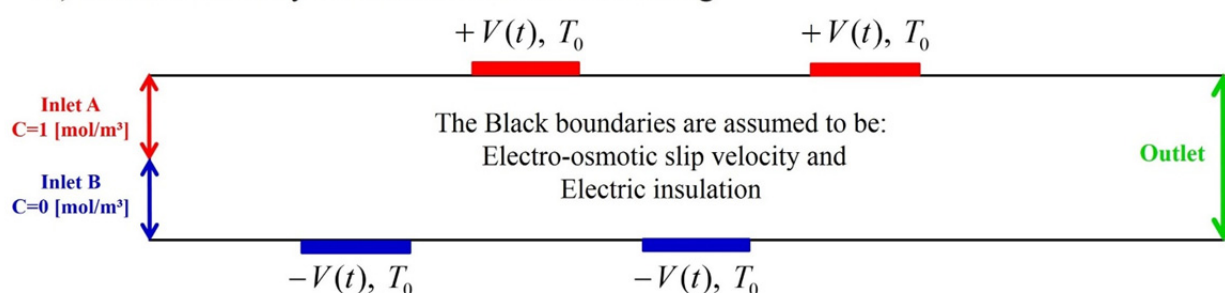 +V(t), T₀
+V(t), T₀
Inlet A
C=1 [mol/m³]
The Black boundaries are assumed to be:
Electro-osmotic slip velocity and
Electric insulation
Outlet
Inlet B
C=0 [mol/m³]
−V(t), T₀
−V(t), T₀